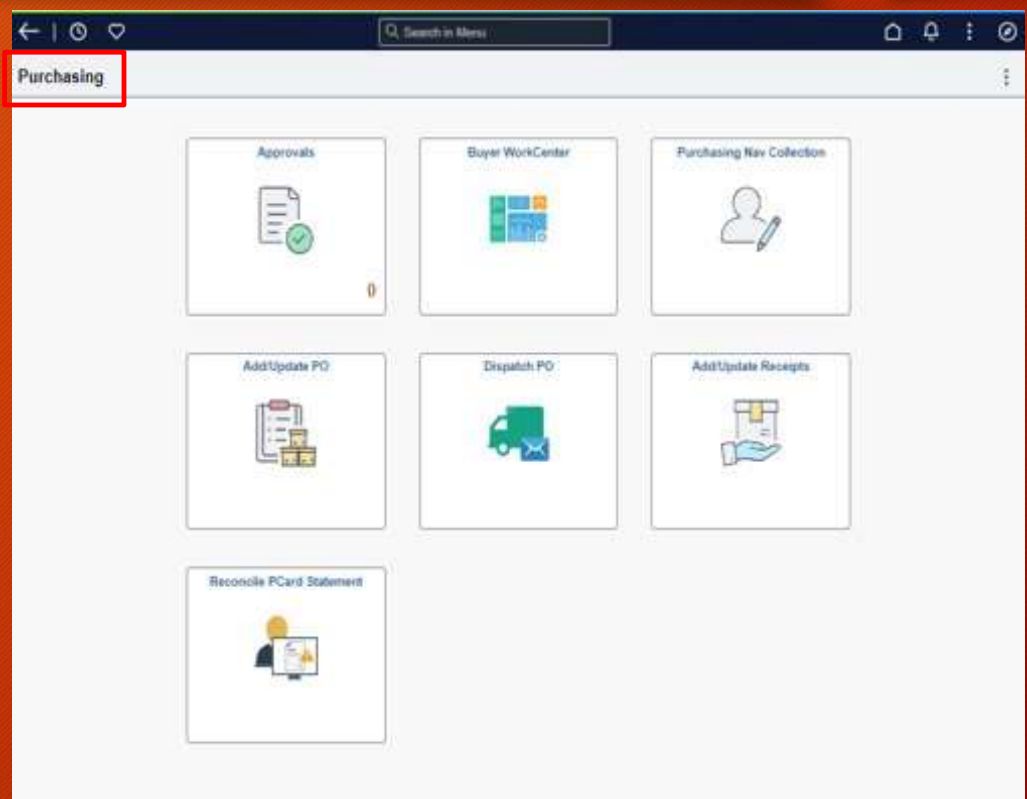 Search in Menu
Purchasing
Approvals
Buyer WorkCenter
Purchasing Nav Collection
0
Add/Update PO
Dispatch PO
Add/Update Receipts
Reconcile PCard Statement